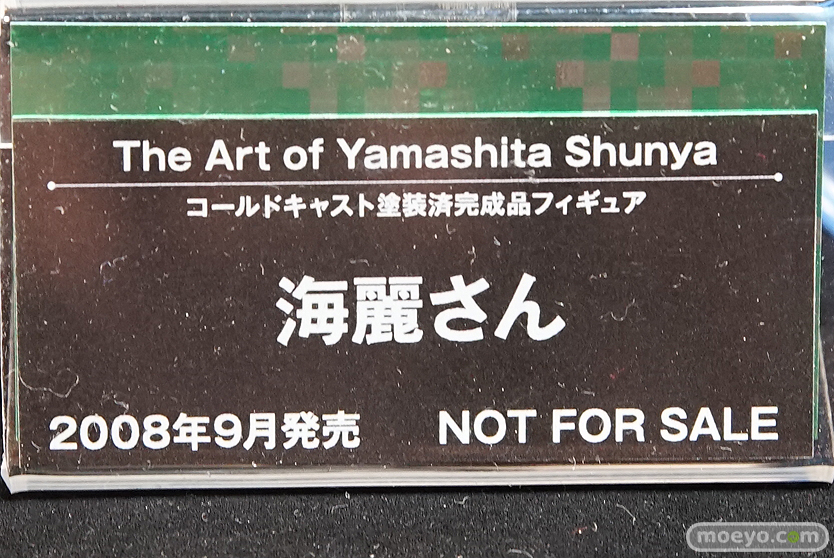 The Art of Yamashita Shunya
コールドキャスト塗装済完成品フィギュア
海麗さん
2008年9月発売 NOT FOR SALE
moeyo.com